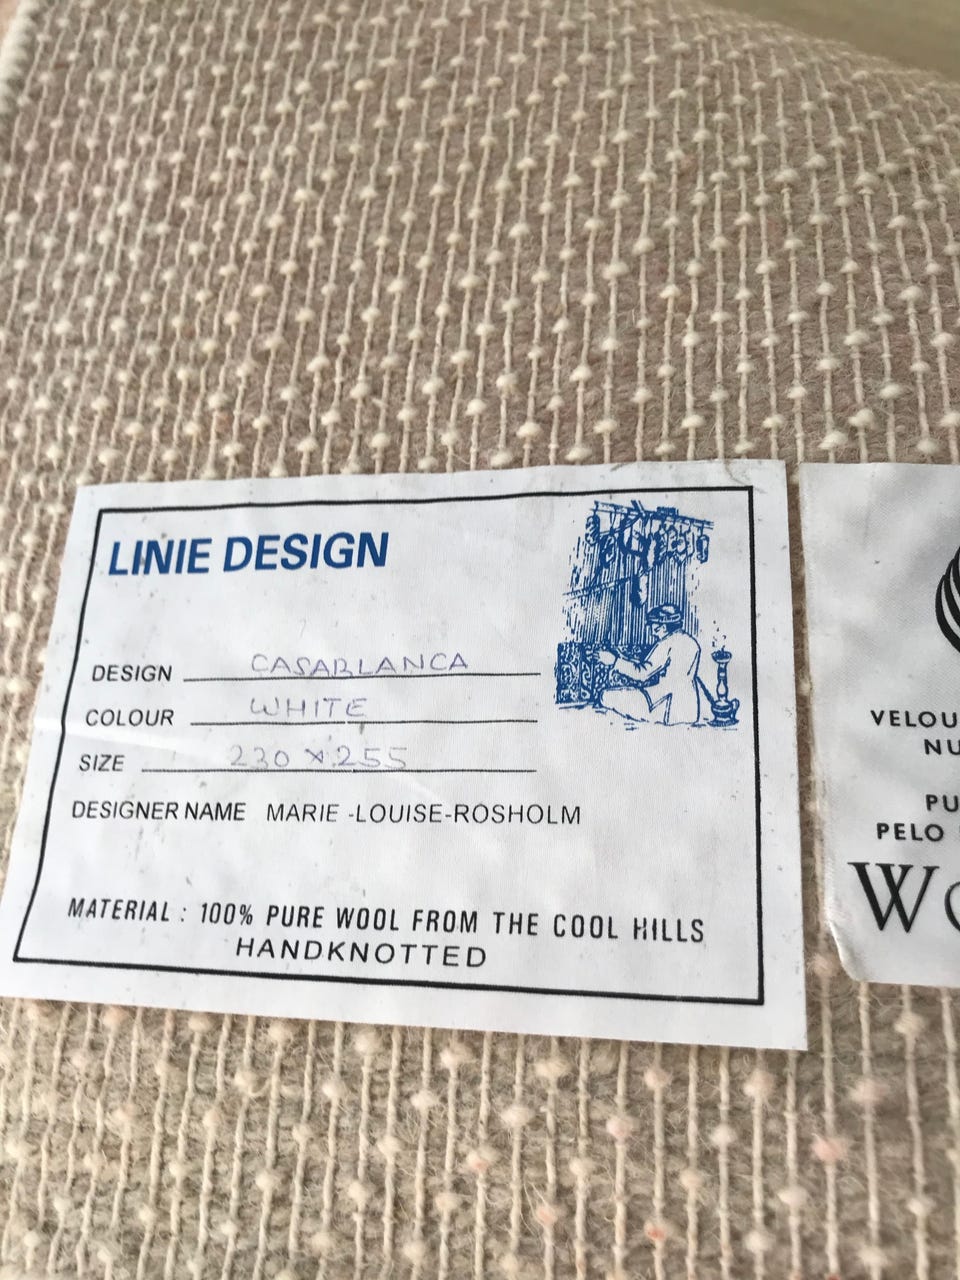 LINIE DESIGN
DESIGN CASABLANCA
COLOUR WHITE
SIZE 230 x 255
DESIGNER NAME MARIE -LOUISE-ROSHOLM
MATERIAL : 100% PURE WOOL FROM THE COOL HILLS
HANDKNOTTED
VELOU
NU
PU
PELO
WO